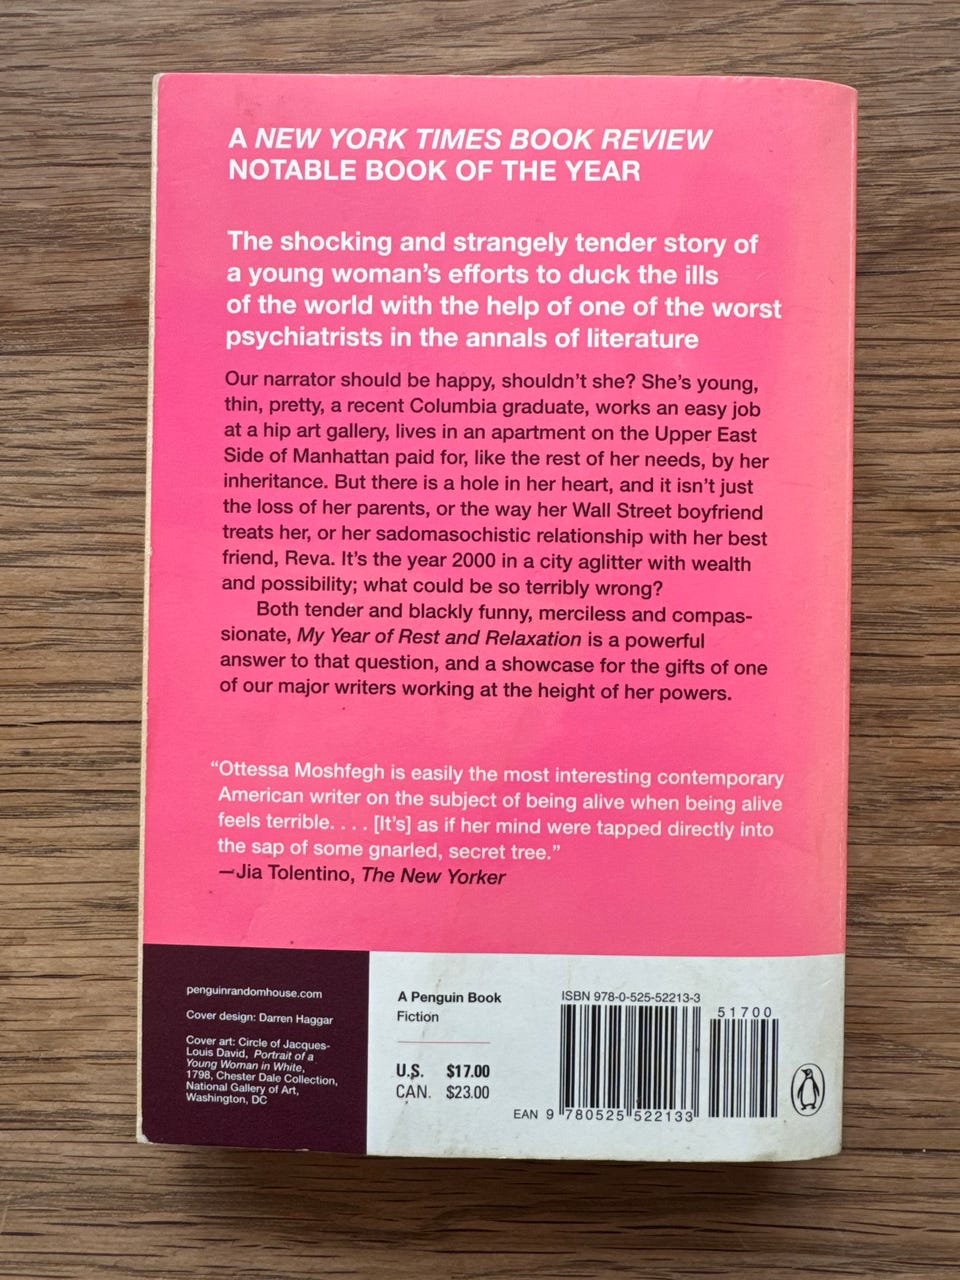 A NEW YORK TIMES BOOK REVIEW
NOTABLE BOOK OF THE YEAR
The shocking and strangely tender story of
a young woman's efforts to duck the ills
of the world with the help of one of the worst
psychiatrists in the annals of literature
Our narrator should be happy, shouldn't she? She's young,
thin, pretty, a recent Columbia graduate, works an easy job
at a hip art gallery, lives in an apartment on the Upper East
Side of Manhattan paid for, like the rest of her needs, by her
inheritance. But there is a hole in her heart, and it isn't just
the loss of her parents, or the way her Wall Street boyfriend
treats her, or her sadomasochistic relationship with her best
friend, Reva. It's the year 2000 in a city aglitter with wealth
and possibility; what could be so terribly wrong?
Both tender and blackly funny, merciless and compas-
sionate, My Year of Rest and Relaxation is a powerful
answer to that question, and a showcase for the gifts of one
of our major writers working at the height of her powers.
“Ottessa Moshfegh is easily the most interesting contemporary
American writer on the subject of being alive when being alive
feels terrible. . . . [It's] as if her mind were tapped directly into
the sap of some gnarled, secret tree.”
—Jia Tolentino, The New Yorker
penguinrandomhouse.com
Cover design: Darren Haggar
Cover art: Circle of Jacques-
Louis David, Portrait of a
Young Woman in White,
1798, Chester Dale Collection,
National Gallery of Art,
Washington, DC
A Penguin Book
Fiction
U.S. $17.00
CAN. $23.00
ISBN 978-0-525-52213-3
51700
EAN 9 780525 522133